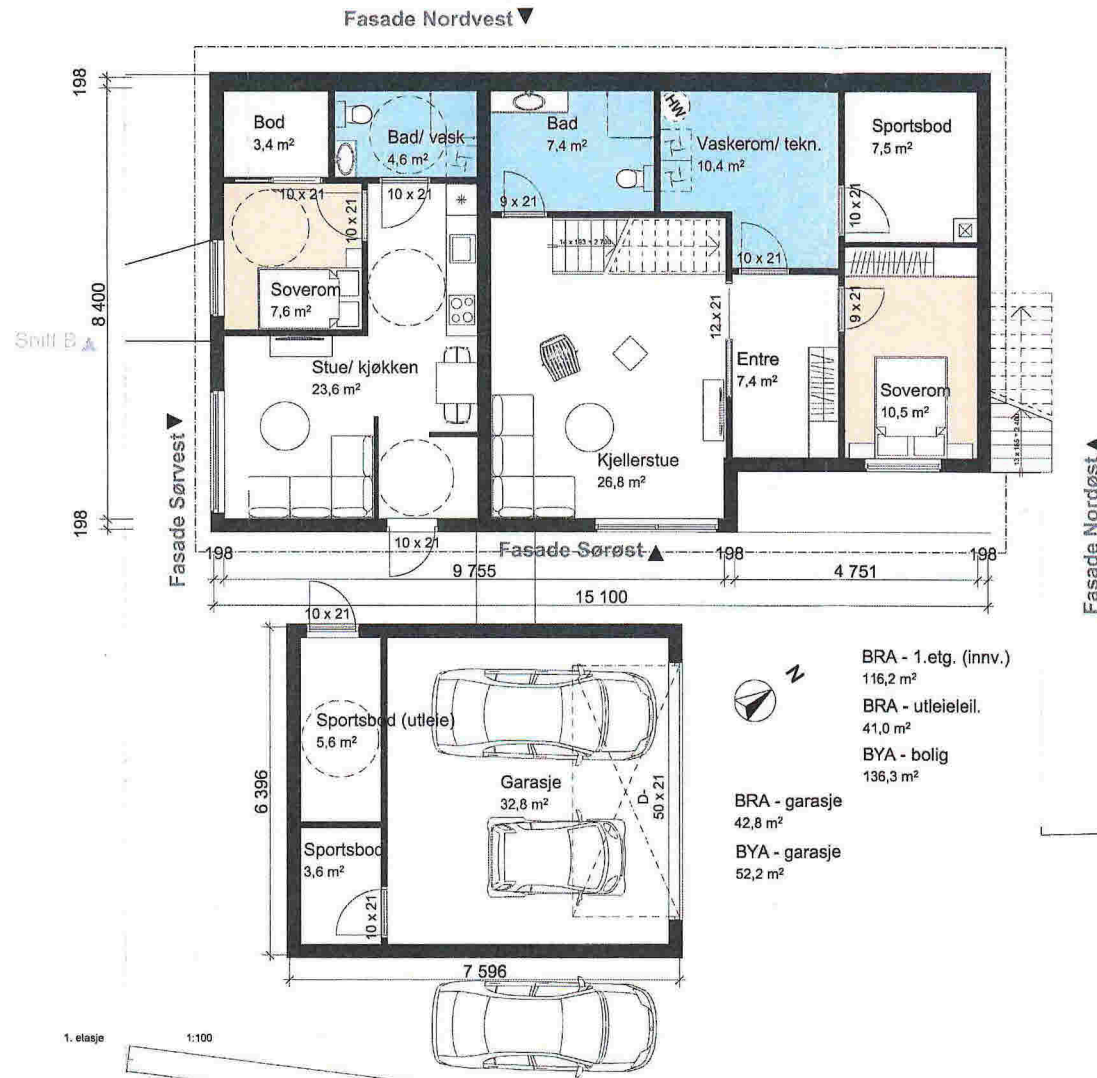 Fasade Nordvest ▼
198
8 400
198
Bod
3,4 m²
Bad/ vask
4,6 m²
Bad
7,4 m²
HW
Vaskerom/ tekn.
10,4 m²
Sportsbod
7,5 m²
10 x 21
10 x 21
10 x 21
9 x 21
10 x 21
10 x 21
Soverom
7,6 m²
Snitt B ▲
Stue/ kjøkken
23,6 m²
12 x 21
9 x 21
Entre
7,4 m²
Soverom
10,5 m²
Kjellerstue
26,8 m²
Fasade Sørvest ▼
Fasade Nordøst ▲
10 x 21
Fasade Sørøst ▲
198
198
198
9 755
4 751
15 100
10 x 21
Sportsbod (utleie)
5,6 m²
Garasje
32,8 m²
D-
50 x 21
Sportsbod
3,6 m²
10 x 21
6 396
7 596
N
BRA - 1.etg. (innv.)
116,2 m²
BRA - utleieleil.
41,0 m²
BYA - bolig
136,3 m²
BRA - garasje
42,8 m²
BYA - garasje
52,2 m²
1. etasje 1:100